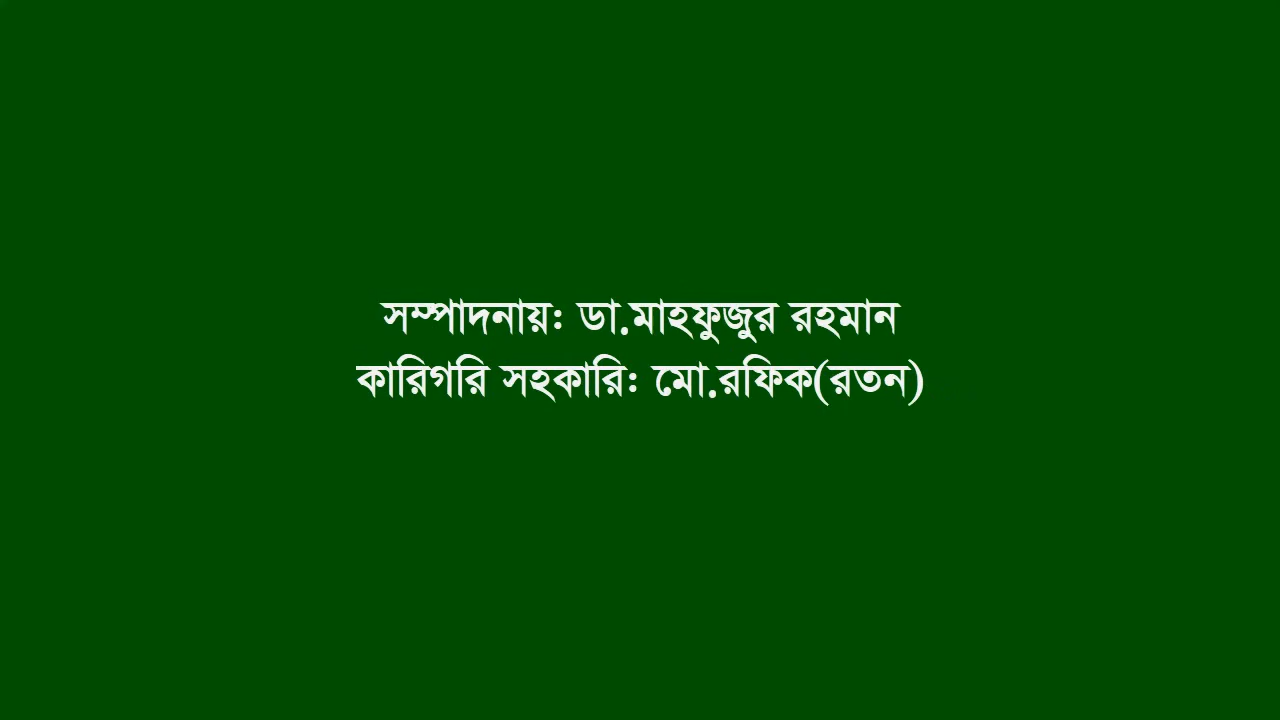 সম্পাদনায়: ডা.মাহফুজুর রহমান
কারিগরি সহকারি: মো.রফিক(রতন)